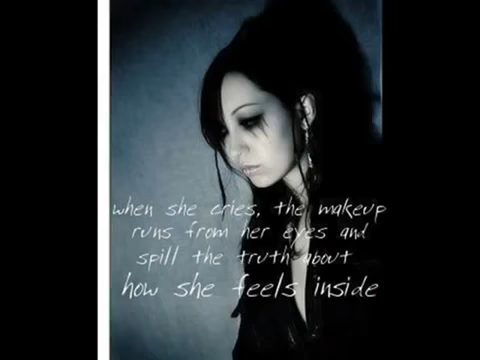 when she cries, the makeup
runs from her eyes and
spill the truth about
how she feels inside